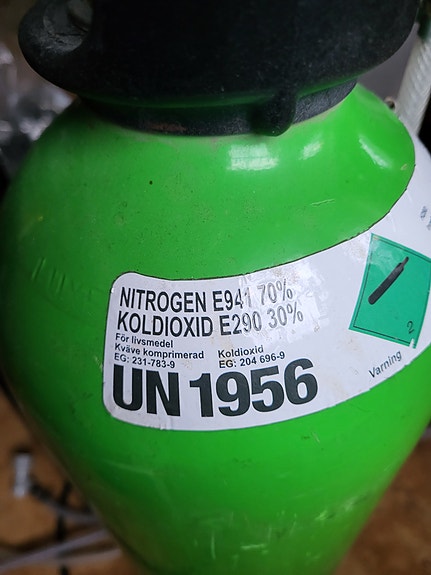 NITROGEN E941 70%
KOLDIOXID E290 30%
För livsmedel
Kväve komprimerad Koldioxid
EG: 231-783-9 EG: 204 696-9
UN 1956
2
Varning